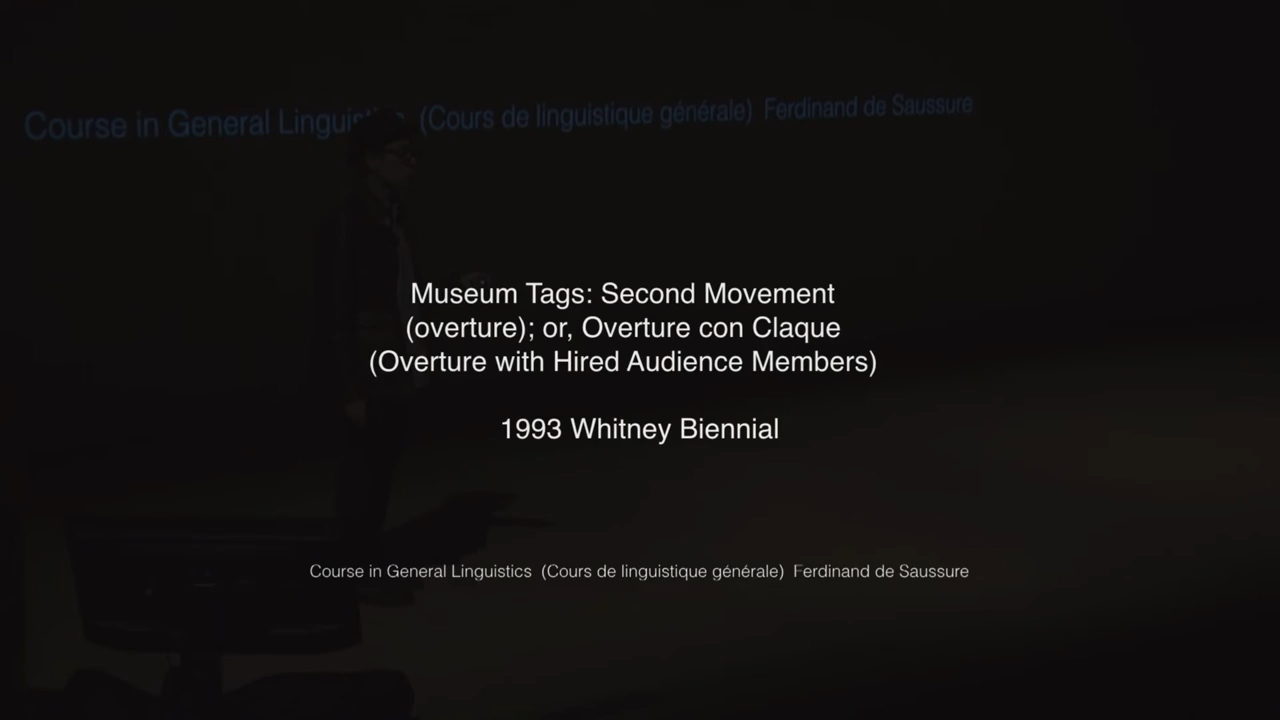 Course in General Linguistics (Cours de linguistique générale) Ferdinand de Saussure
Museum Tags: Second Movement
(overture); or, Overture con Claque
(Overture with Hired Audience Members)
1993 Whitney Biennial
Course in General Linguistics (Cours de linguistique générale) Ferdinand de Saussure